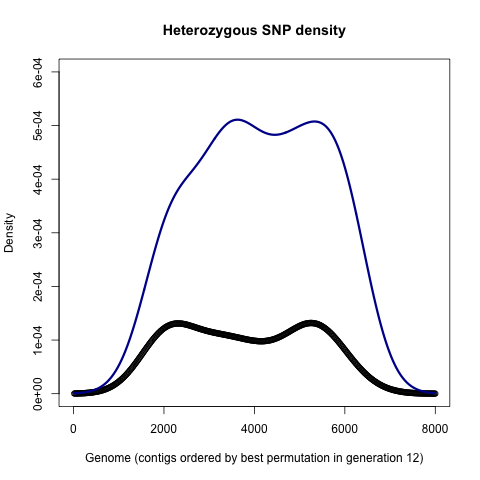 Heterozygous SNP density
Density
6e-04
5e-04
4e-04
3e-04
2e-04
1e-04
0e+00
0 2000 4000 6000 8000
Genome (contigs ordered by best permutation in generation 12)